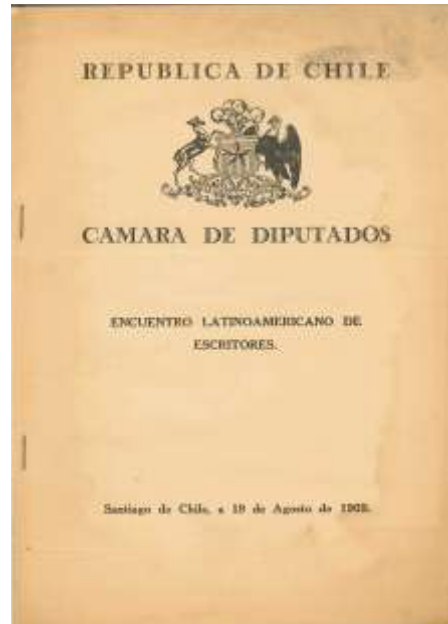 REPUBLICA DE CHILE
CAMARA DE DIPUTADOS
ENCUENTRO LATINOAMERICANO DE
ESCRITORES.
Santiago de Chile, a 19 de Agosto de